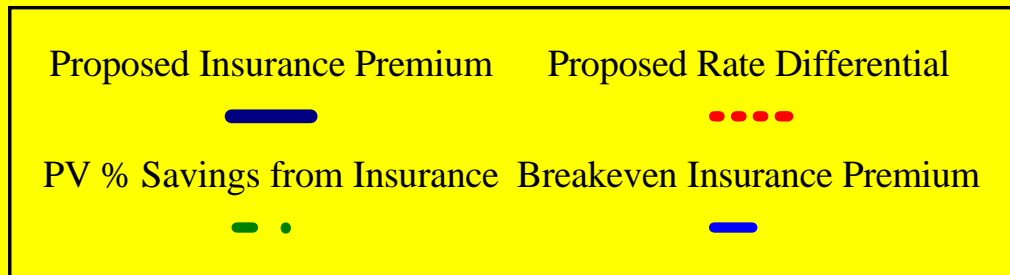 Proposed Insurance Premium Proposed Rate Differential
PV % Savings from Insurance Breakeven Insurance Premium